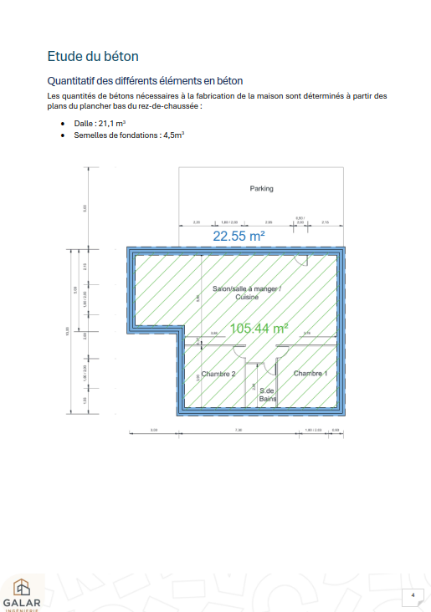 Etude du béton
Quantitatif des différents éléments en béton
Les quantités de bétons nécessaires à la fabrication de la maison sont déterminés à partir des
plans du plancher bas du rez-de-chaussée :
• Dalle : 21,1 m³
• Semelles de fondations : 4,5m³
Parking
22.55 m²
Salon/salle à manger /
Cuisine
105.44 m²
Chambre 2
S.de
Bains
Chambre 1
4
GALAR
INGÉNIERIE